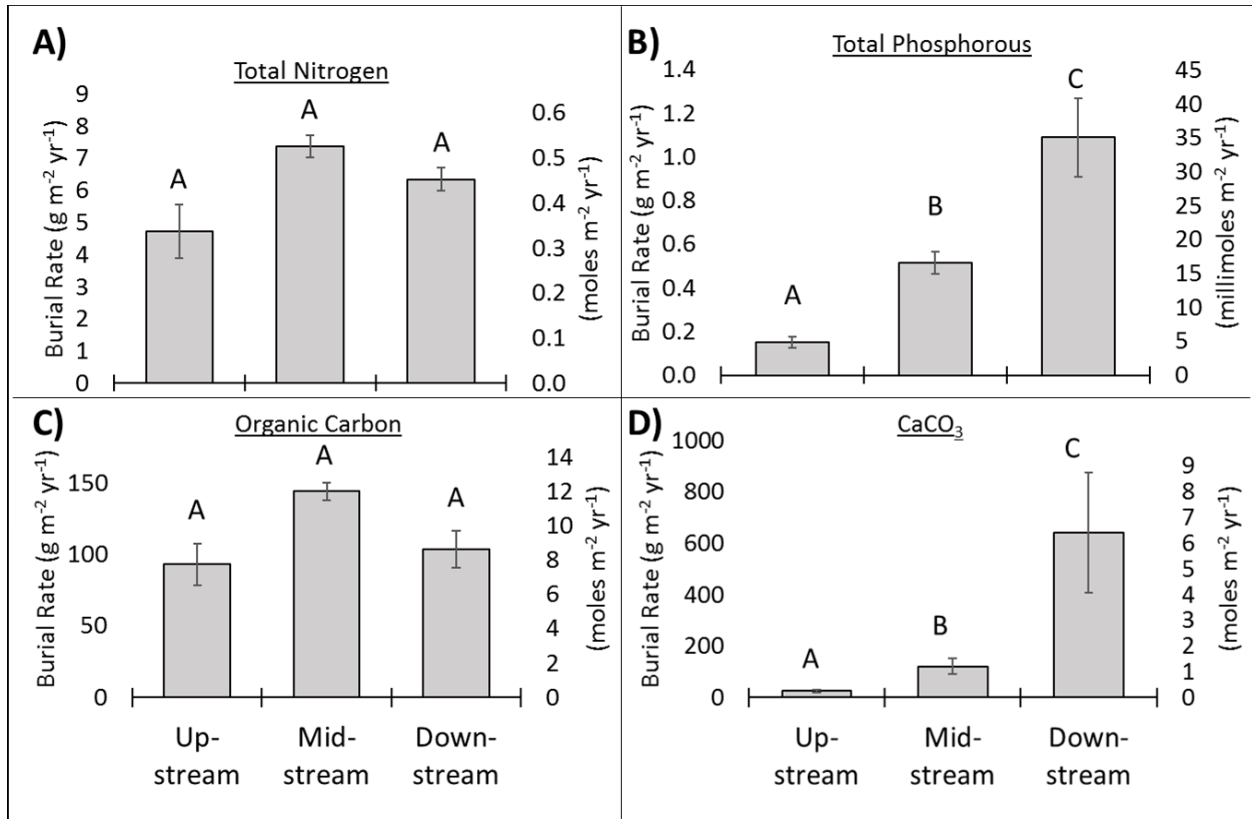 A)
Total Nitrogen
Burial Rate (g m-2 yr-1)
9
8
7
6
5
4
3
2
1
0
A
A
A
0.6
0.5
0.4
0.3
0.2
0.1
0.0
(moles m-2 yr-1)
B)
Total Phosphorous
Burial Rate (g m-2 yr-1)
1.4
1.2
1.0
0.8
0.6
0.4
0.2
0.0
A
B
C
45
40
35
30
25
20
15
10
5
0
(millimoles m-2 yr-1)
C)
Organic Carbon
Burial Rate (g m-2 yr-1)
150
100
50
0
A
A
A
14
12
10
8
6
4
2
0
(moles m-2 yr-1)
Up-
stream
Mid-
stream
Down-
stream
D)
CaCO3
Burial Rate (g m-2 yr-1)
1000
800
600
400
200
0
A
B
C
9
8
7
6
5
4
3
2
1
0
(moles m-2 yr-1)
Up-
stream
Mid-
stream
Down-
stream